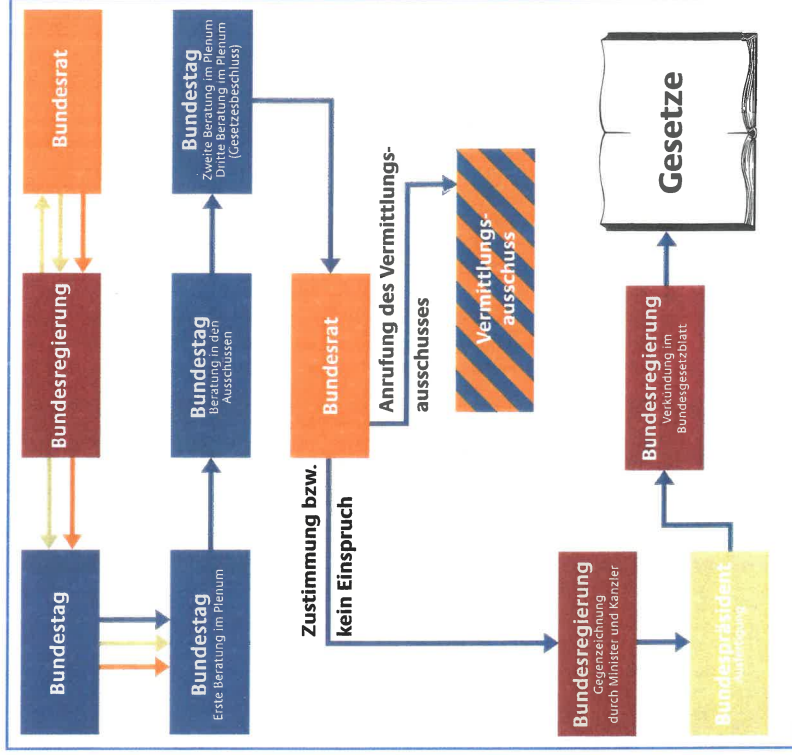 Bundestag
Bundesregierung
Bundesrat
Bundestag
Erste Beratung im Plenum
Bundestag
Beratung in den
Ausschüssen
Bundestag
Zweite Beratung im Plenum
Dritte Beratung im Plenum
(Gesetzesbeschluss)
Bundesrat
Zustimmung bzw.
kein Einspruch
Anrufung des Vermittlungs-
ausschusses
Vermittlungs-
ausschuss
Bundesregierung
Gegenzeichnung
durch Minister und Kanzler
Bundespräsident
Ausfertigung
Bundesregierung
Verkündung im
Bundesgesetzblatt
Gesetze